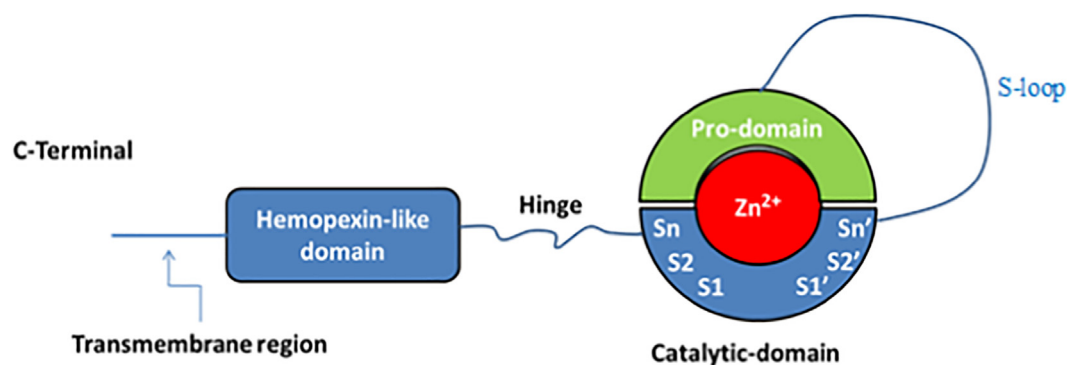 S-loop
Pro-domain
C-Terminal
Hinge
Zn²⁺
Hemopexin-like
domain
Sn
Sn'
S2
S2'
S1
S1'
Transmembrane region
Catalytic-domain